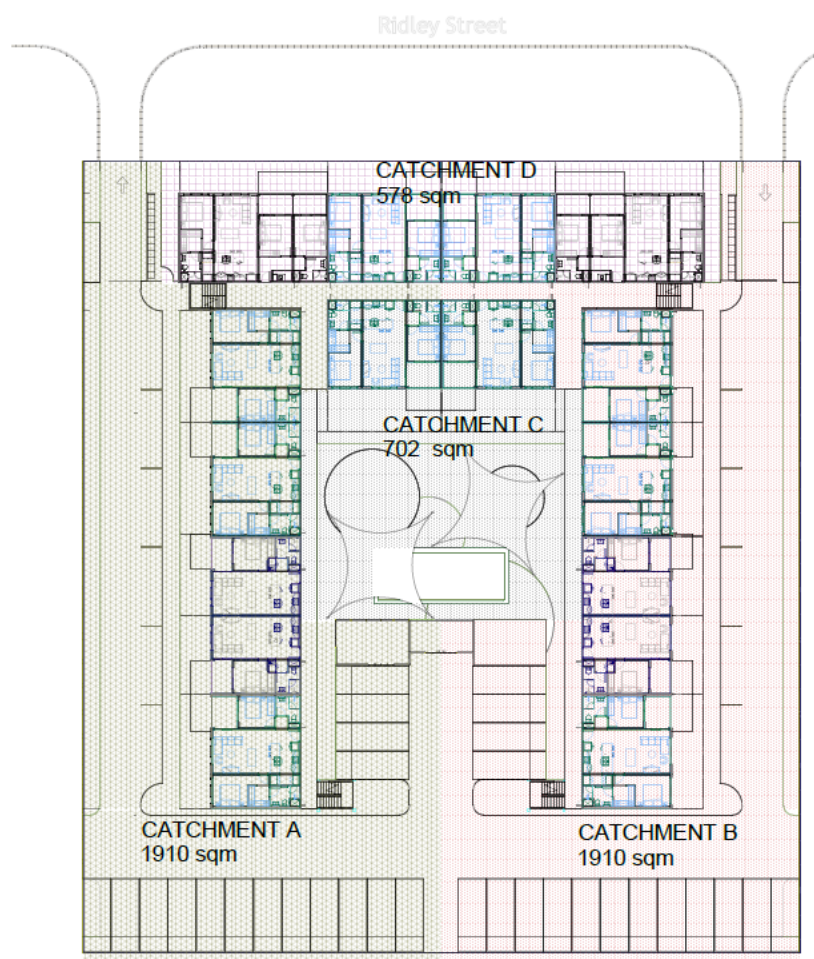 Ridley Street
CATCHMENT D
578 sqm
CATCHMENT C
702 sqm
CATCHMENT A
1910 sqm
CATCHMENT B
1910 sqm